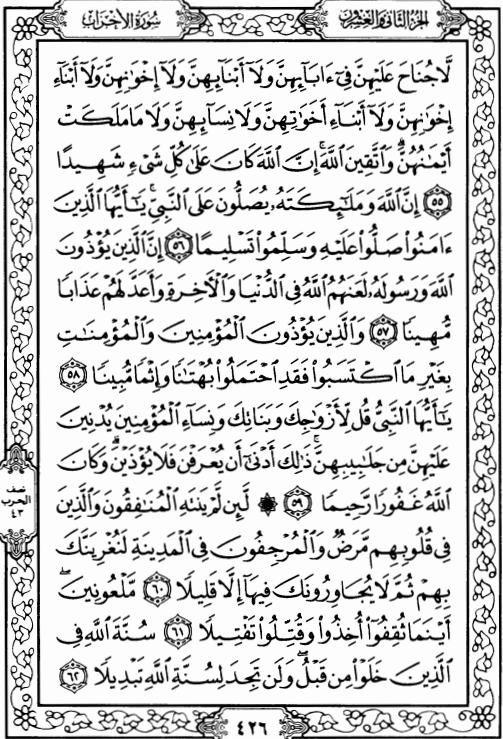 الجزء الثاني والعشرون
سورة الأحزاب
لَّا جُنَاحَ عَلَيْهِنَّ فِىٓ ءَابَآئِهِنَّ وَلَآ أَبْنَآئِهِنَّ وَلَآ إِخْوَٰنِهِنَّ وَلَآ أَبْنَآءِ
إِخْوَٰنِهِنَّ وَلَآ أَبْنَآءِ أَخَوَٰتِهِنَّ وَلَا نِسَآئِهِنَّ وَلَا مَا مَلَكَتْ
أَيْمَٰنُهُنَّ ۗ وَٱتَّقِينَ ٱللَّهَ ۚ إِنَّ ٱللَّهَ كَانَ عَلَىٰ كُلِّ شَىْءٍ شَهِيدًا
٥٥ إِنَّ ٱللَّهَ وَمَلَٰٓئِكَتَهُۥ يُصَلُّونَ عَلَى ٱلنَّبِىِّ ۚ يَٰٓأَيُّهَا ٱلَّذِينَ
ءَامَنُوا۟ صَلُّوا۟ عَلَيْهِ وَسَلِّمُوا۟ تَسْلِيمًا ٥٦ إِنَّ ٱلَّذِينَ يُؤْذُونَ
ٱللَّهَ وَرَسُولَهُۥ لَعَنَهُمُ ٱللَّهُ فِى ٱلدُّنْيَا وَٱلْءَاخِرَةِ وَأَعَدَّ لَهُمْ عَذَابًا
مُّهِينًا ٥٧ وَٱلَّذِينَ يُؤْذُونَ ٱلْمُؤْمِنِينَ وَٱلْمُؤْمِنَٰتِ
بِغَيْرِ مَا ٱكْتَسَبُوا۟ فَقَدِ ٱحْتَمَلُوا۟ بُهْتَٰنًا وَإِثْمًا مُّبِينًا ٥٨
يَٰٓأَيُّهَا ٱلنَّبِىُّ قُل لِّأَزْوَٰجِكَ وَبَنَاتِكَ وَنِسَآءِ ٱلْمُؤْمِنِينَ يُدْنِينَ
عَلَيْهِنَّ مِن جَلَٰبِيبِهِنَّ ۚ ذَٰلِكَ أَدْنَىٰٓ أَن يُعْرَفْنَ فَلَا يُؤْذَيْنَ ۗ وَكَانَ
ٱللَّهُ غَفُورًا رَّحِيمًا ٥٩ ۞ لَّئِن لَّمْ يَنتَهِ ٱلْمُنَٰفِقُونَ وَٱلَّذِينَ
فِى قُلُوبِهِم مَّرَضٌ وَٱلْمُرْجِفُونَ فِى ٱلْمَدِينَةِ لَنُغْرِيَنَّكَ
بِهِمْ ثُمَّ لَا يُجَاوِرُونَكَ فِيهَآ إِلَّا قَلِيلًا ٦٠ مَّلْعُونِينَ ۖ
أَيْنَمَا ثُقِفُوٓا۟ أُخِذُوا۟ وَقُتِّلُوا۟ تَقْتِيلًا ٦١ سُنَّةَ ٱللَّهِ فِى
ٱلَّذِينَ خَلَوْا۟ مِن قَبْلُ ۖ وَلَن تَجِدَ لِسُنَّةِ ٱللَّهِ تَبْدِيلًا ٦٢
نصف
الحزب
٤٣
٤٢٦